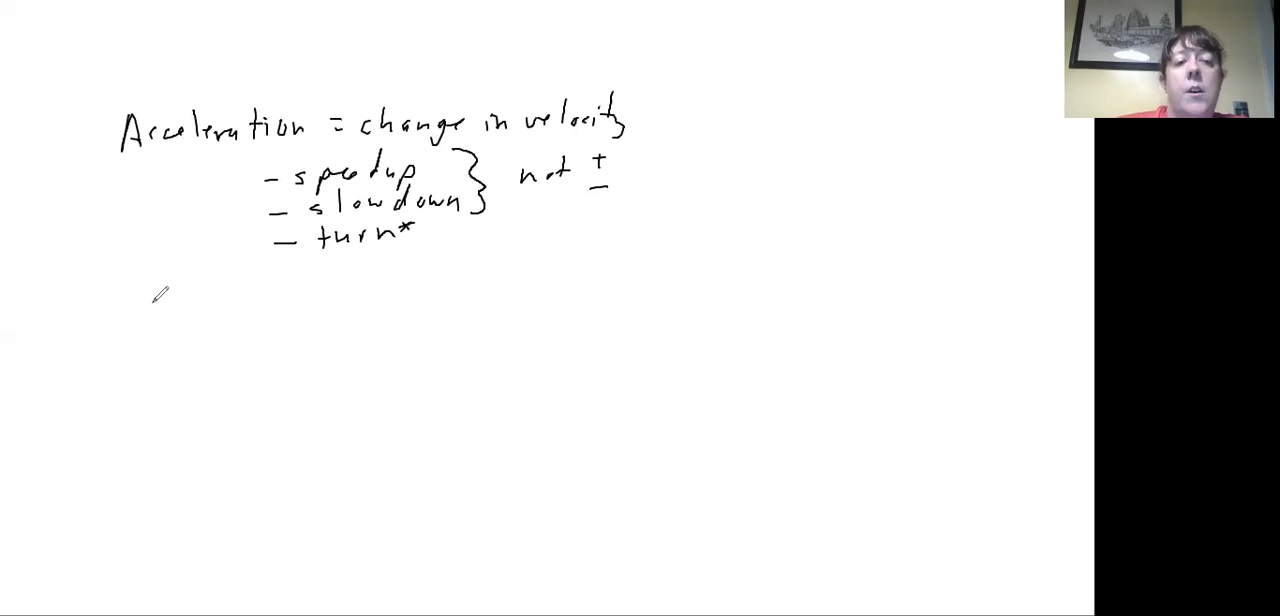 Acceleration = change in velocity
- speedup } not +
- slowdown -
- turn*